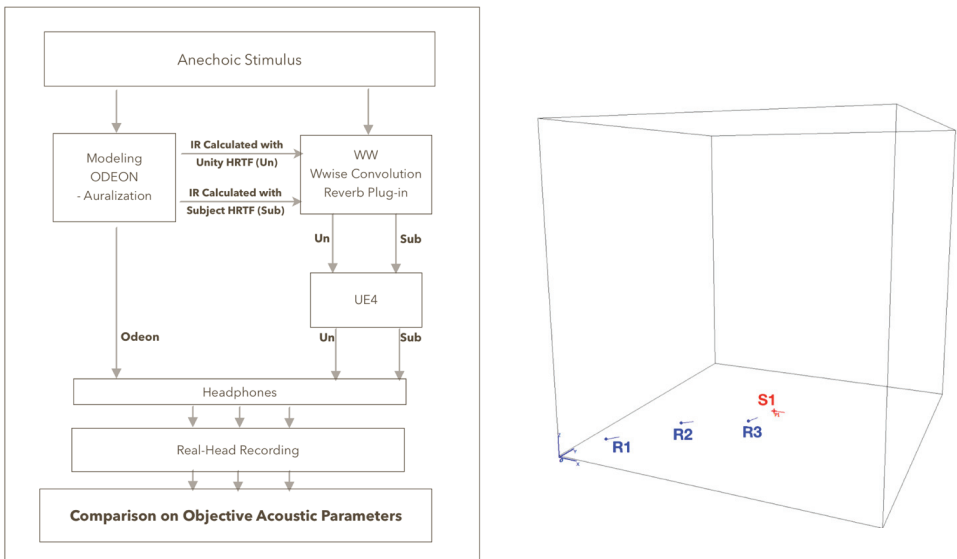 Anechoic Stimulus
Modeling
ODEON
- Auralization
IR Calculated with
Unity HRTF (Un)
IR Calculated with
Subject HRTF (Sub)
WW
Wwise Convolution
Reverb Plug-in
Un
Sub
UE4
Odeon
Un
Sub
Headphones
Real-Head Recording
Comparison on Objective Acoustic Parameters
S1
R1
R2
R3
X